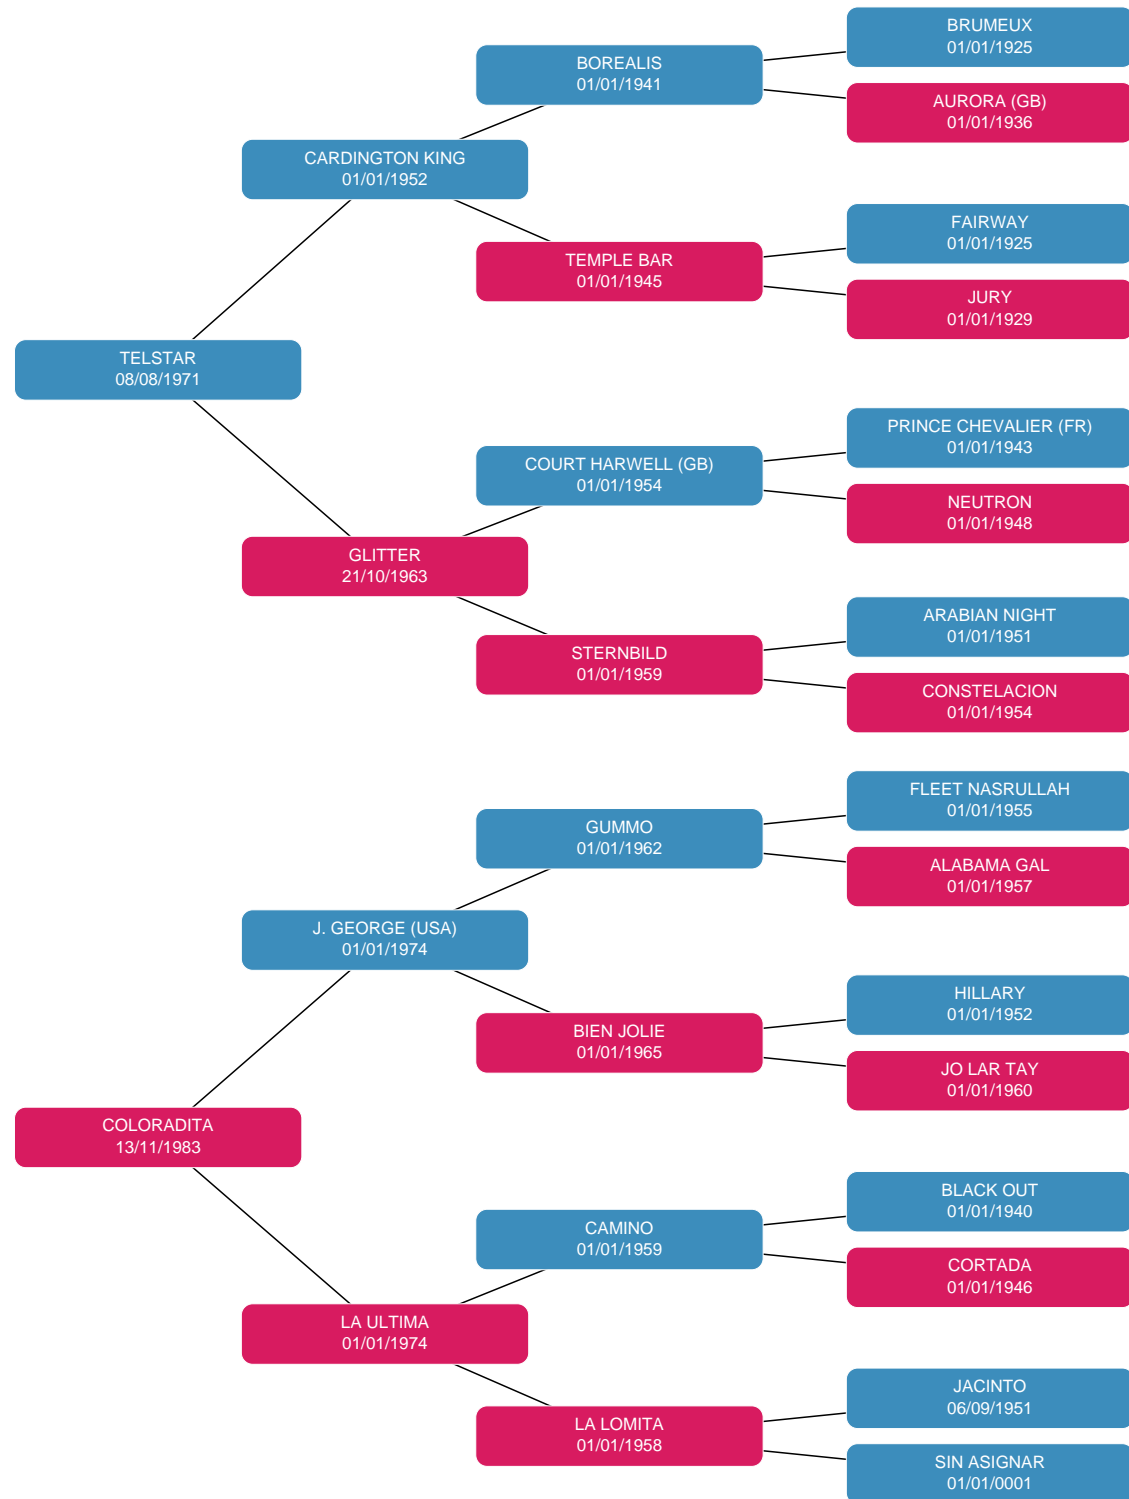 BRUMEUX
01/01/1925
BOREALIS
01/01/1941
AURORA (GB)
01/01/1936
CARDINGTON KING
01/01/1952
FAIRWAY
01/01/1925
TEMPLE BAR
01/01/1945
JURY
01/01/1929
TELSTAR
08/08/1971
PRINCE CHEVALIER (FR)
01/01/1943
COURT HARWELL (GB)
01/01/1954
NEUTRON
01/01/1948
GLITTER
21/10/1963
ARABIAN NIGHT
01/01/1951
STERNBILD
01/01/1959
CONSTELACION
01/01/1954
FLEET NASRULLAH
01/01/1955
GUMMO
01/01/1962
ALABAMA GAL
01/01/1957
J. GEORGE (USA)
01/01/1974
HILLARY
01/01/1952
BIEN JOLIE
01/01/1965
JO LAR TAY
01/01/1960
COLORADITA
13/11/1983
BLACK OUT
01/01/1940
CAMINO
01/01/1959
CORTADA
01/01/1946
LA ULTIMA
01/01/1974
JACINTO
06/09/1951
LA LOMITA
01/01/1958
SIN ASIGNAR
01/01/0001